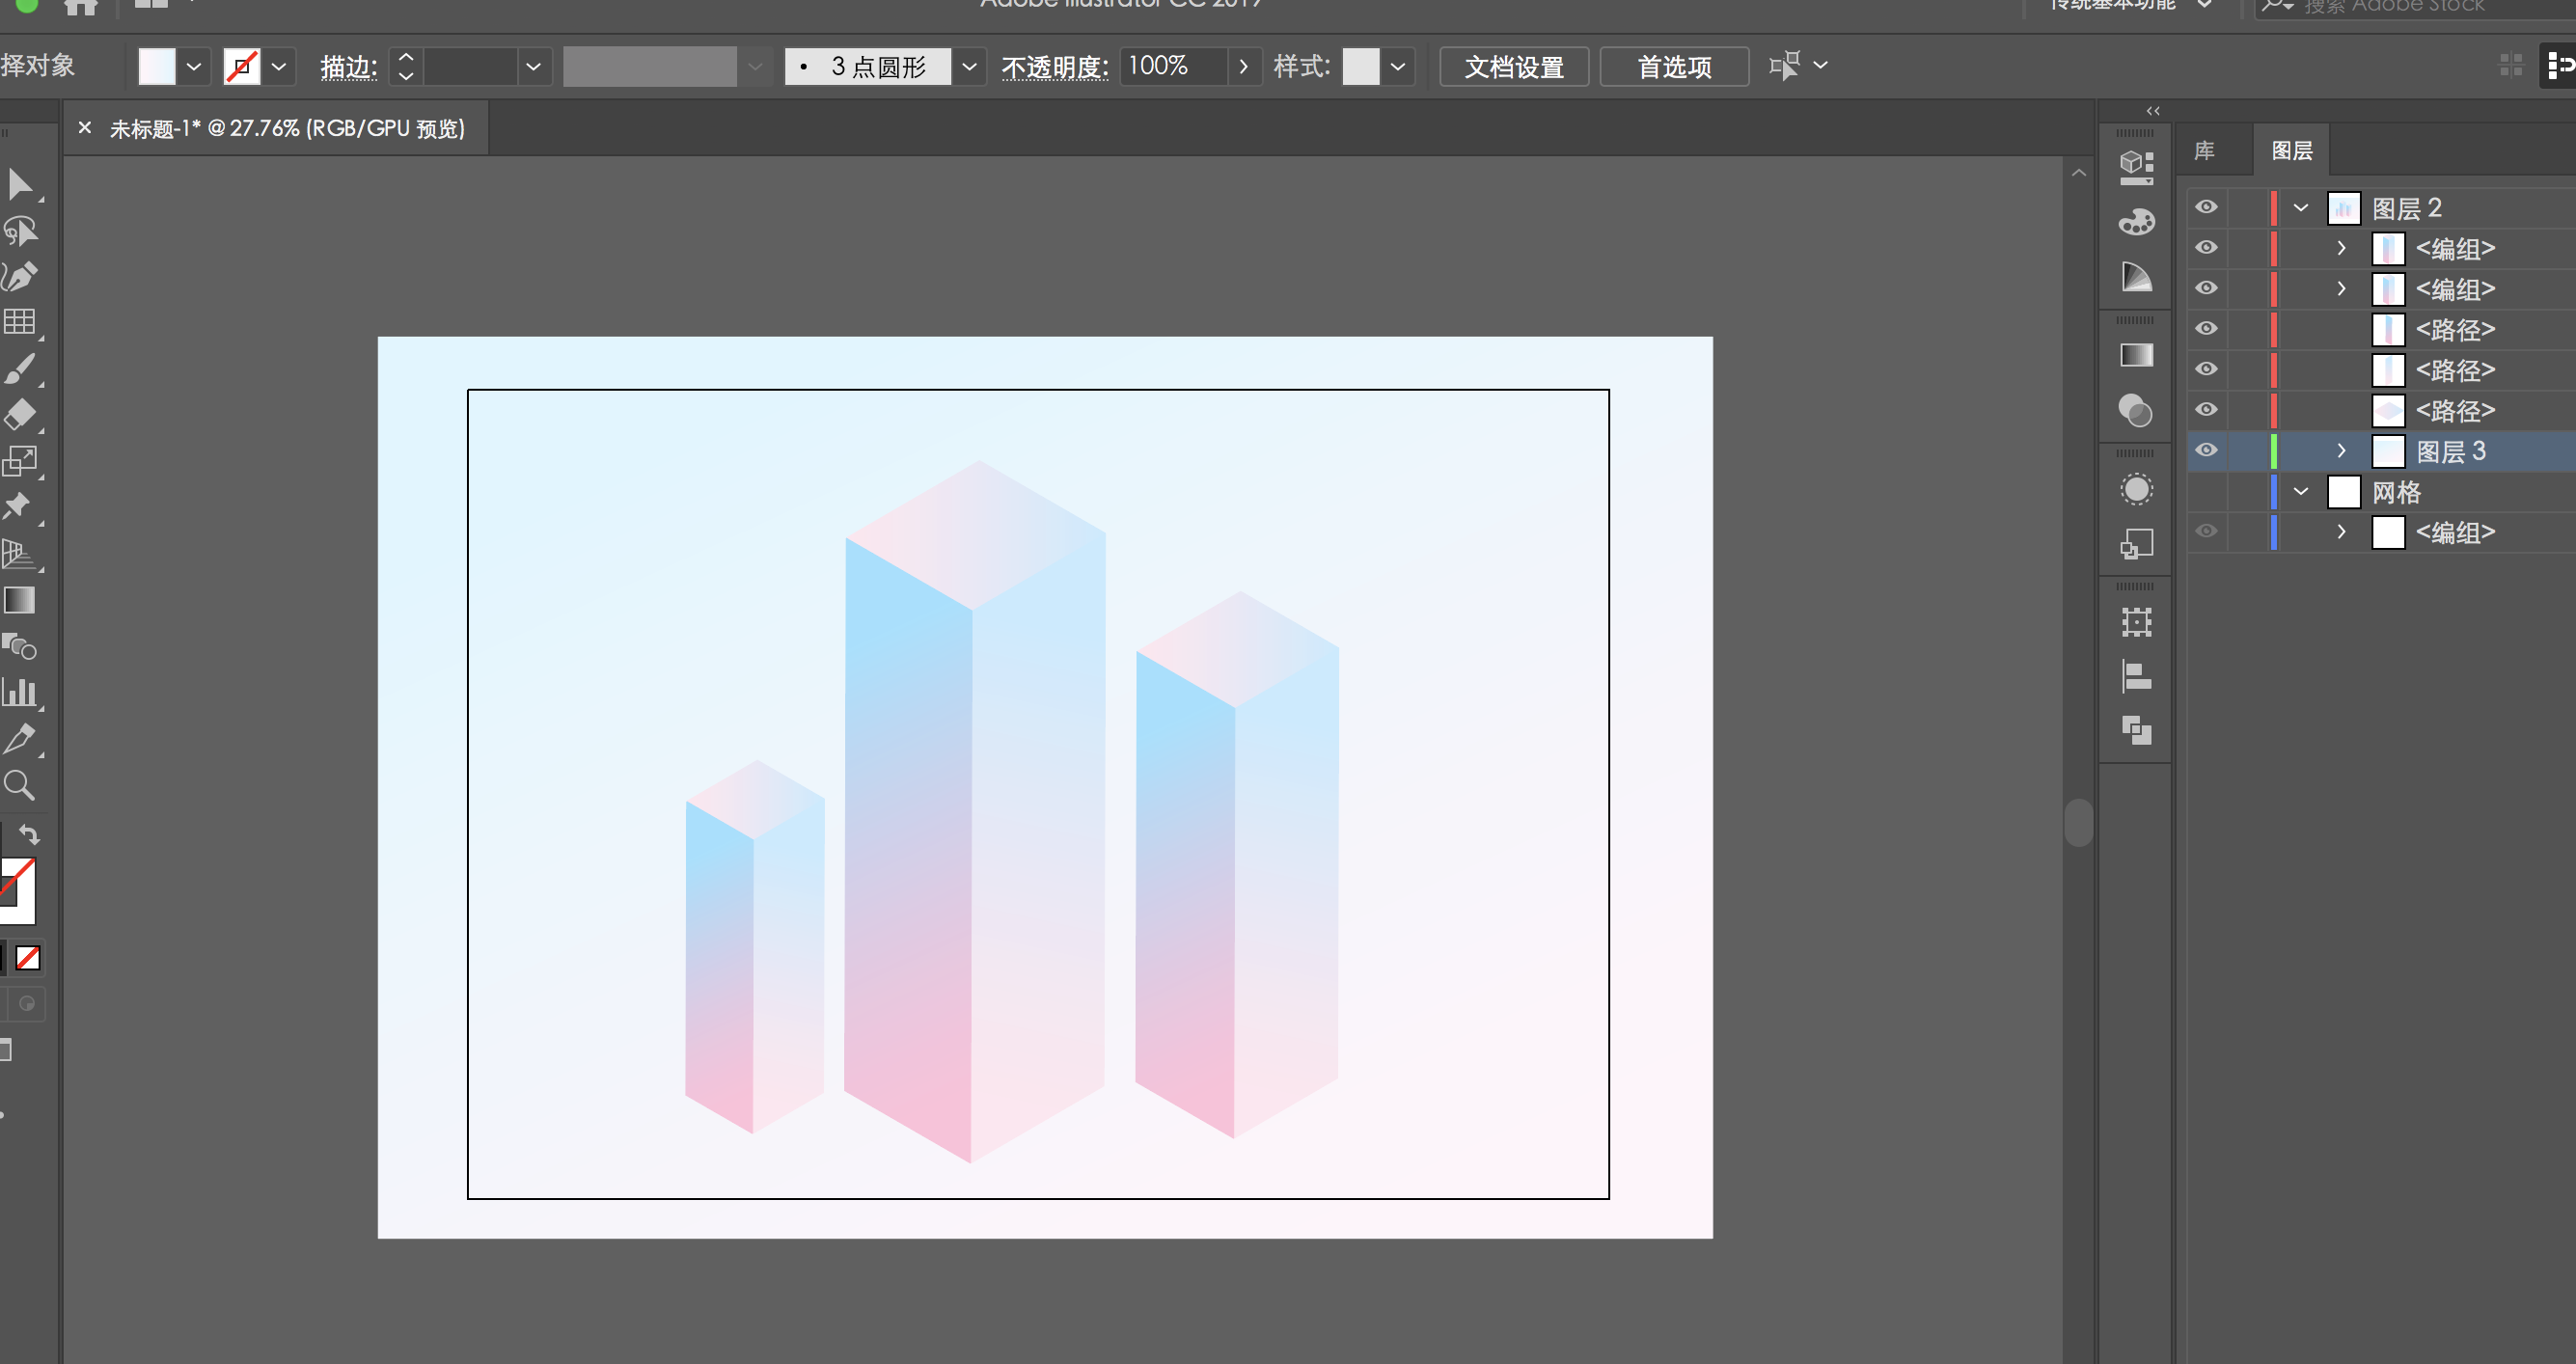 Adobe Illustrator CC 2019
传统基本功能
搜索 Adobe Stock
择对象
描边:
3 点圆形
不透明度:
100%
样式:
文档设置
首选项
× 未标题-1* @ 27.76% (RGB/GPU 预览)
库
图层
图层 2
<编组>
<编组>
<路径>
<路径>
<路径>
图层 3
网格
<编组>